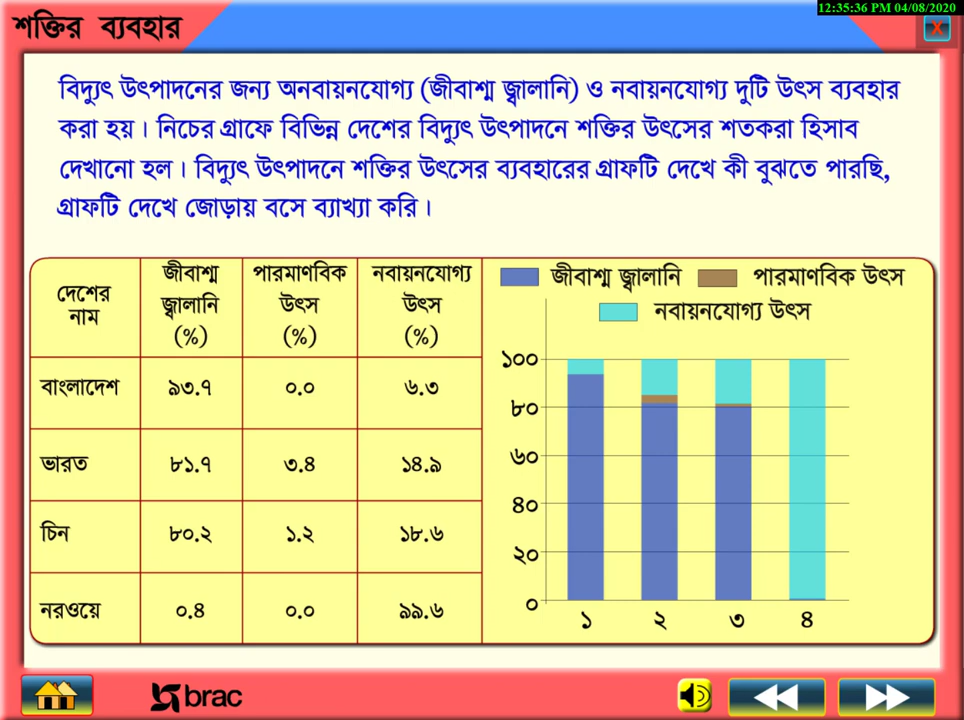 12:35:36 PM 04/08/2020
শক্তির ব্যবহার
X
বিদ্যুৎ উৎপাদনের জন্য অনবায়নযোগ্য (জীবাশ্ম জ্বালানি) ও নবায়নযোগ্য দুটি উৎস ব্যবহার
করা হয়। নিচের গ্রাফে বিভিন্ন দেশের বিদ্যুৎ উৎপাদনে শক্তির উৎসের শতকরা হিসাব
দেখানো হল। বিদ্যুৎ উৎপাদনে শক্তির উৎসের ব্যবহারের গ্রাফটি দেখে কী বুঝতে পারছি,
গ্রাফটি দেখে জোড়ায় বসে ব্যাখ্যা করি।
দেশের নাম জীবাশ্ম জ্বালানি (%) পারমাণবিক উৎস (%) নবায়নযোগ্য উৎস (%)
বাংলাদেশ ৯৩.৭ ০.০ ৬.৩
ভারত ৮১.৭ ৩.৪ ১৪.৯
চিন ৮০.২ ১.২ ১৮.৬
নরওয়ে ০.৪ ০.০ ৯৯.৬
জীবাশ্ম জ্বালানি পারমাণবিক উৎস
নবায়নযোগ্য উৎস
১০০
৮০
৬০
৪০
২০
০
১ ২ ৩ ৪
brac